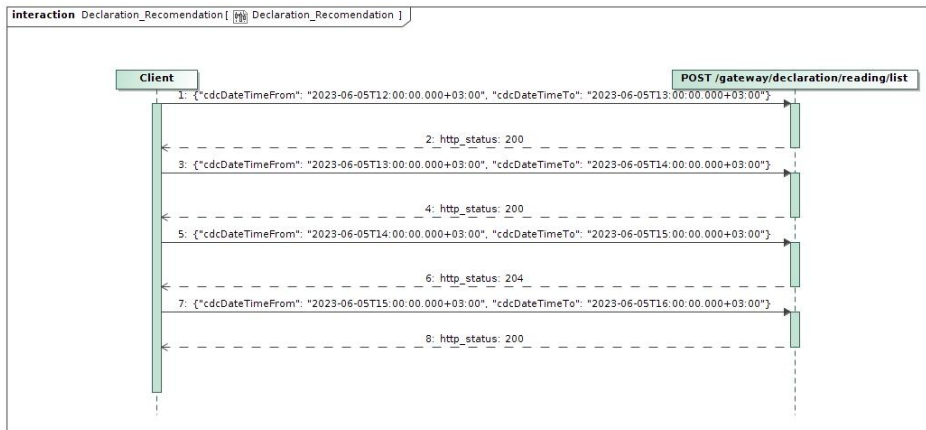 interaction Declaration_Recomendation [ Declaration_Recomendation ]
Client
POST /gateway/declaration/reading/list
1: {"cdcDateTimeFrom": "2023-06-05T12:00:00.000+03:00", "cdcDateTimeTo": "2023-06-05T13:00:00.000+03:00"}
2: http_status: 200
3: {"cdcDateTimeFrom": "2023-06-05T13:00:00.000+03:00", "cdcDateTimeTo": "2023-06-05T14:00:00.000+03:00"}
4: http_status: 200
5: {"cdcDateTimeFrom": "2023-06-05T14:00:00.000+03:00", "cdcDateTimeTo": "2023-06-05T15:00:00.000+03:00"}
6: http_status: 204
7: {"cdcDateTimeFrom": "2023-06-05T15:00:00.000+03:00", "cdcDateTimeTo": "2023-06-05T16:00:00.000+03:00"}
8: http_status: 200